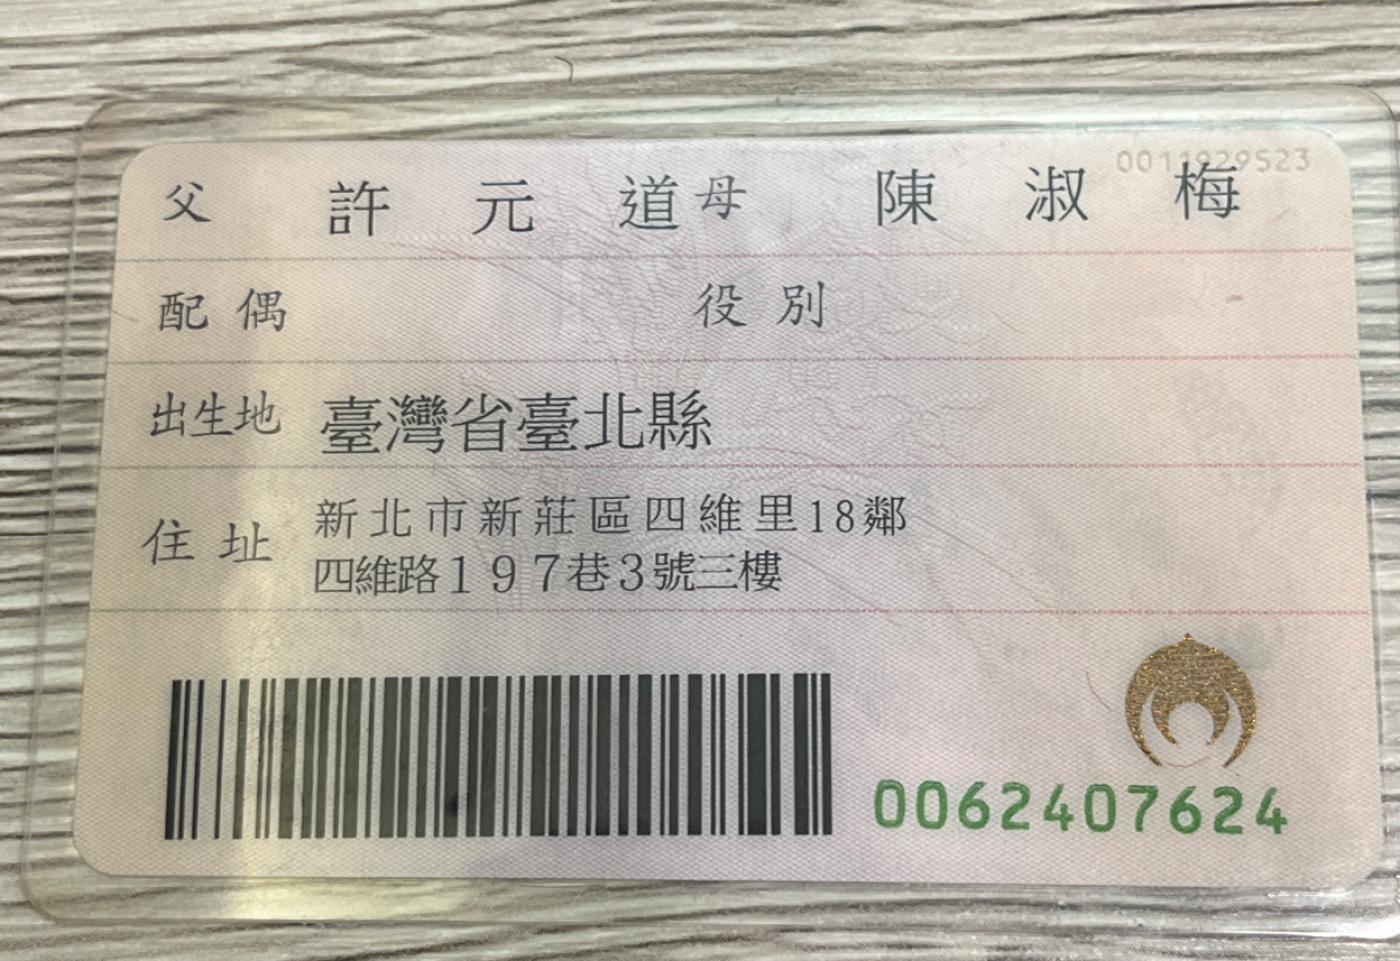 0011929523
父 許元道 母 陳淑梅
配偶 役別
出生地 臺灣省臺北縣
住址 新北市新莊區四維里18鄰
四維路197巷3號三樓
0062407624